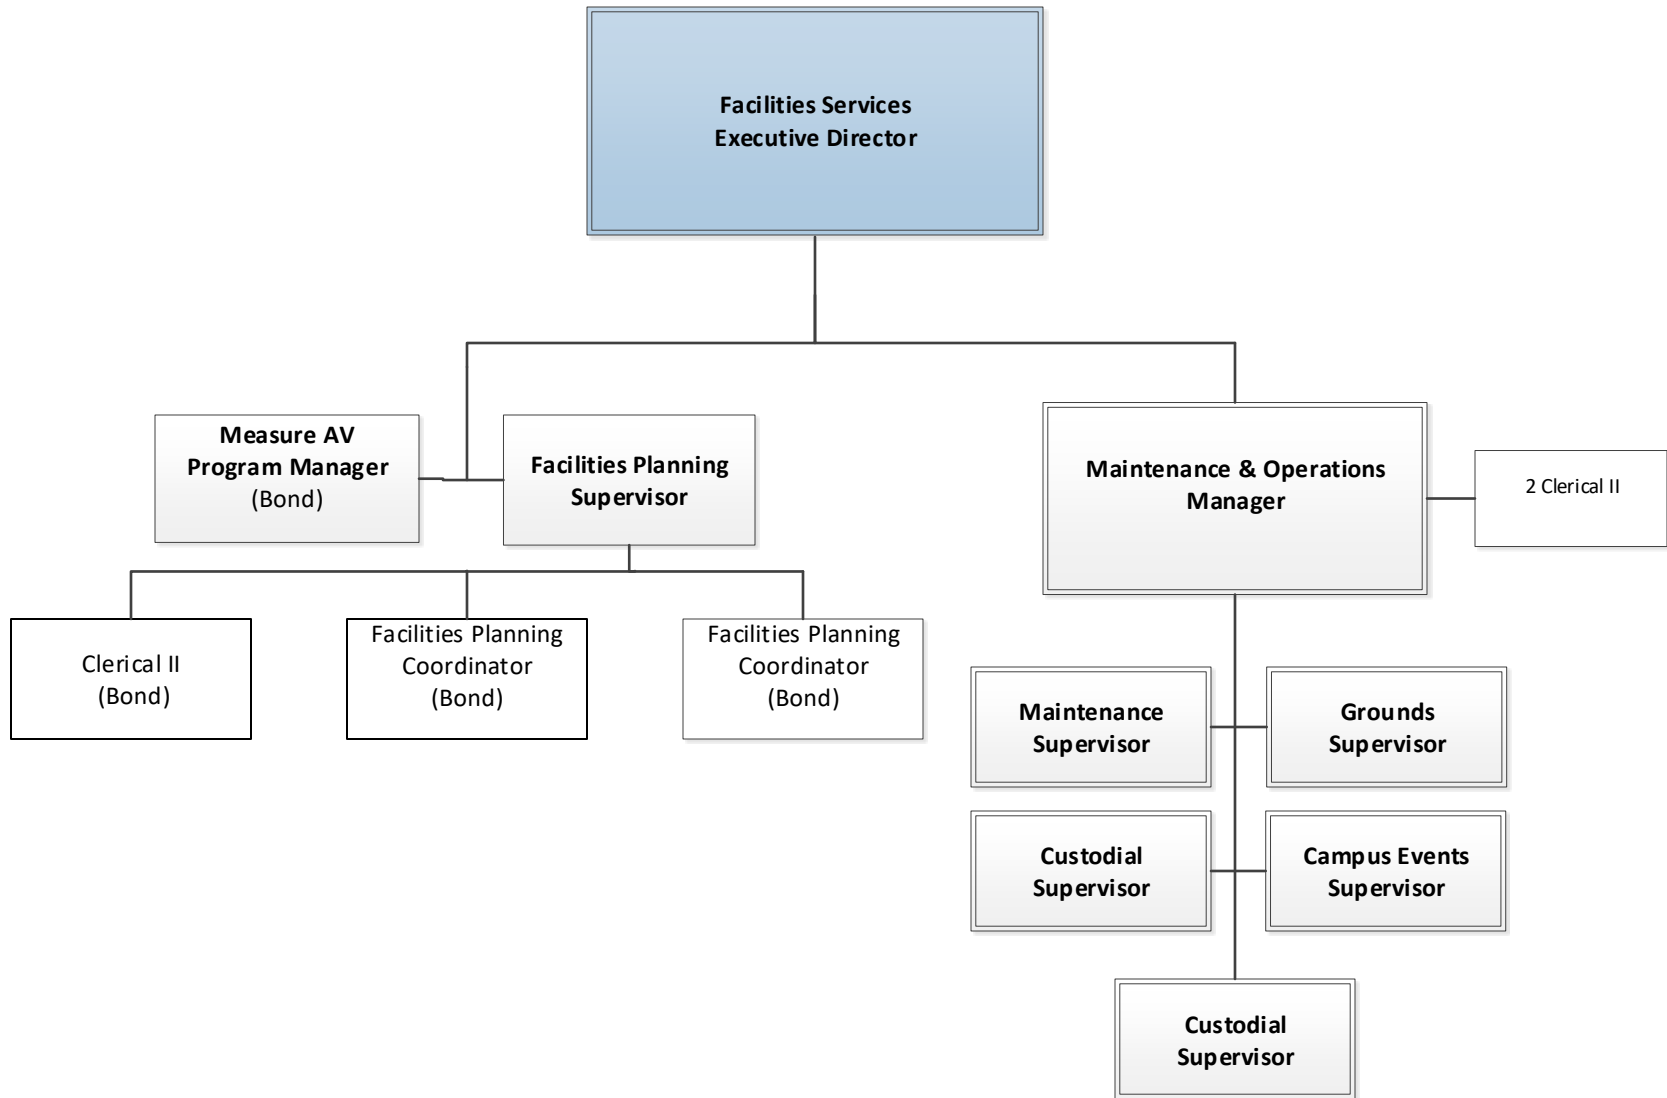 Facilities Services
Executive Director
Measure AV
Program Manager
(Bond)
Facilities Planning
Supervisor
Maintenance & Operations
Manager
2 Clerical II
Clerical II
(Bond)
Facilities Planning
Coordinator
(Bond)
Facilities Planning
Coordinator
(Bond)
Maintenance
Supervisor
Grounds
Supervisor
Custodial
Supervisor
Campus Events
Supervisor
Custodial
Supervisor